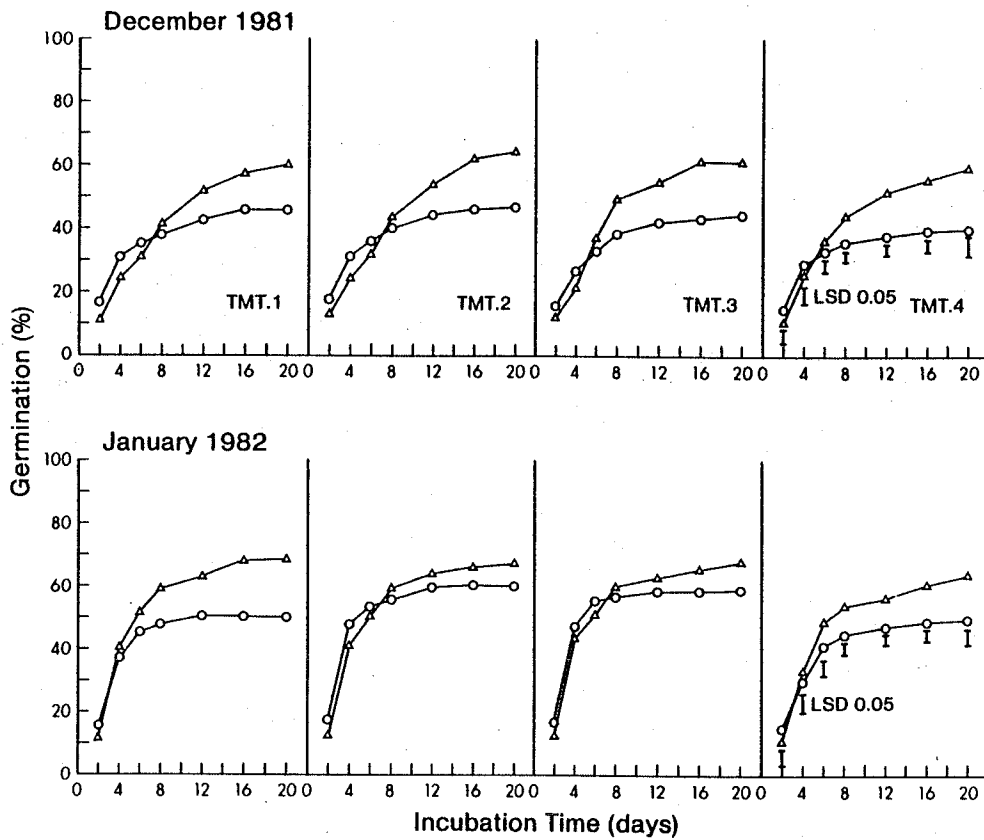 December 1981
100
80
60
40
20
0
TMT.1
TMT.2
TMT.3
LSD 0.05
TMT.4
0 4 8 12 16 20
0 4 8 12 16 20
0 4 8 12 16 20
0 4 8 12 16 20
Germination (%)
January 1982
100
80
60
40
20
0
LSD 0.05
0 4 8 12 16 20
0 4 8 12 16 20
0 4 8 12 16 20
0 4 8 12 16 20
Incubation Time (days)